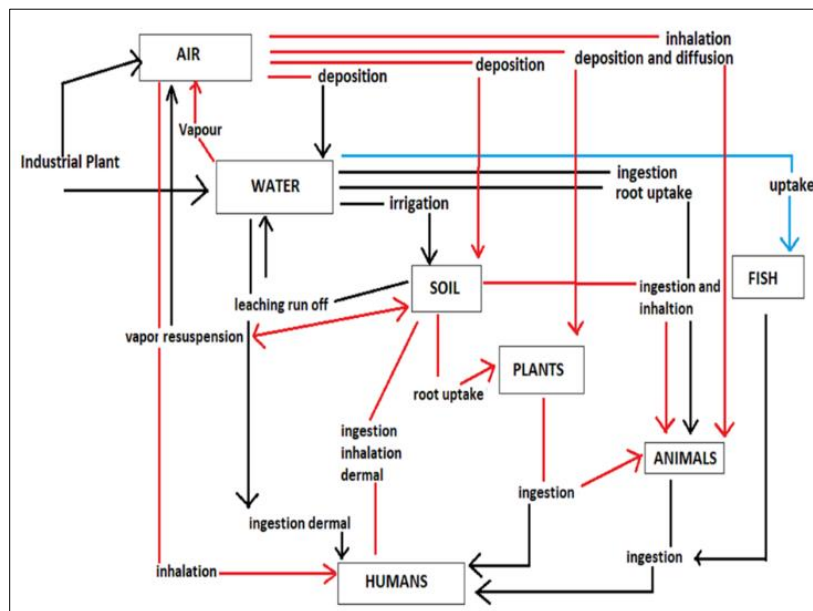 AIR
inhalation
deposition and diffusion
deposition
deposition
Vapour
Industrial Plant
WATER
ingestion
root uptake
uptake
irrigation
SOIL
FISH
leaching run off
ingestion and
inhaltion
vapor resuspension
PLANTS
root uptake
ingestion
inhalation
dermal
ANIMALS
ingestion
ingestion dermal
ingestion
inhalation
HUMANS